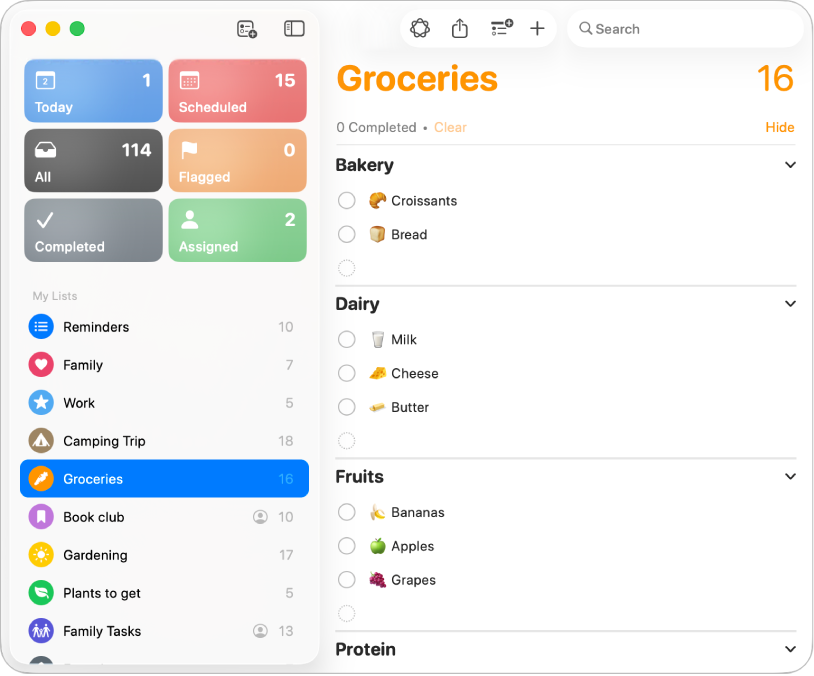 2
1
Today
15
Scheduled
114
All
0
Flagged
Completed
2
Assigned
My Lists
Reminders 10
Family 7
Work 5
Camping Trip 18
Groceries 16
Book club 10
Gardening 17
Plants to get 5
Family Tasks 13
Search
Groceries 16
0 Completed • Clear Hide
Bakery
Croissants
Bread
Dairy
Milk
Cheese
Butter
Fruits
Bananas
Apples
Grapes
Protein